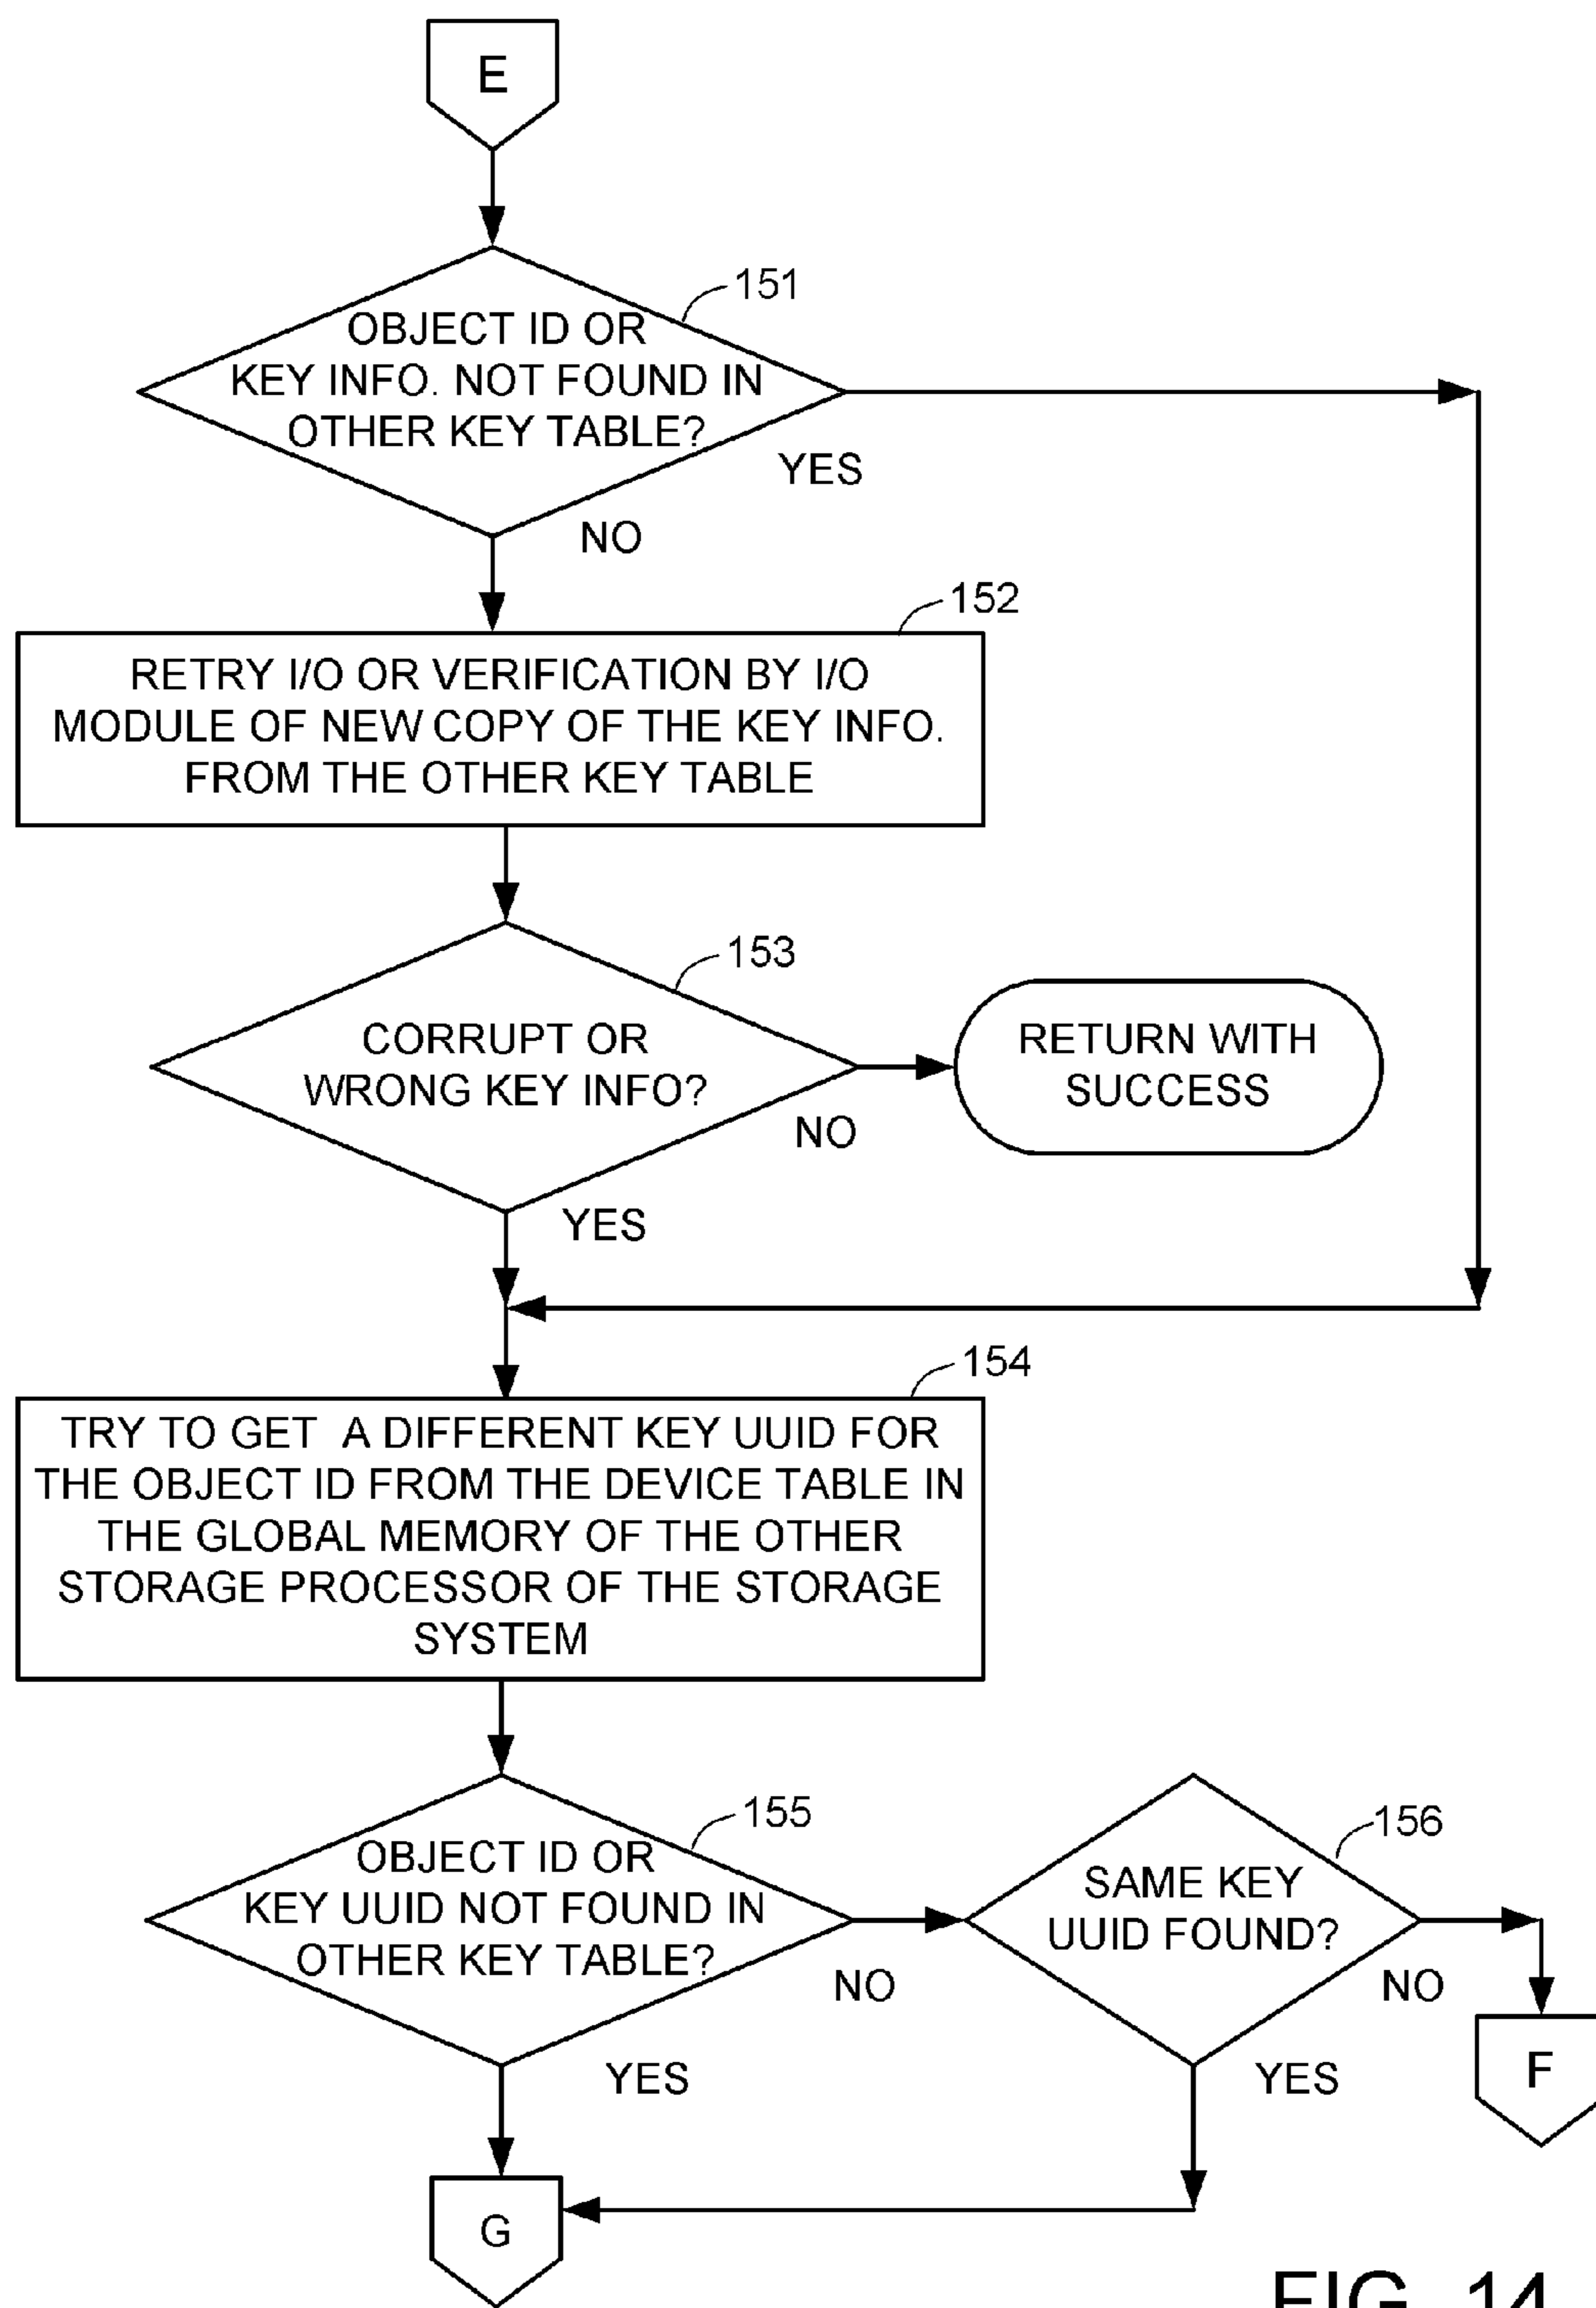 E
151
OBJECT ID OR
KEY INFO. NOT FOUND IN
OTHER KEY TABLE?
YES
NO
152
RETRY I/O OR VERIFICATION BY I/O
MODULE OF NEW COPY OF THE KEY INFO.
FROM THE OTHER KEY TABLE
153
CORRUPT OR
WRONG KEY INFO?
NO
RETURN WITH
SUCCESS
YES
154
TRY TO GET A DIFFERENT KEY UUID FOR
THE OBJECT ID FROM THE DEVICE TABLE IN
THE GLOBAL MEMORY OF THE OTHER
STORAGE PROCESSOR OF THE STORAGE
SYSTEM
155
OBJECT ID OR
KEY UUID NOT FOUND IN
OTHER KEY TABLE?
NO
YES
156
SAME KEY
UUID FOUND?
NO
YES
F
G
FIG. 14